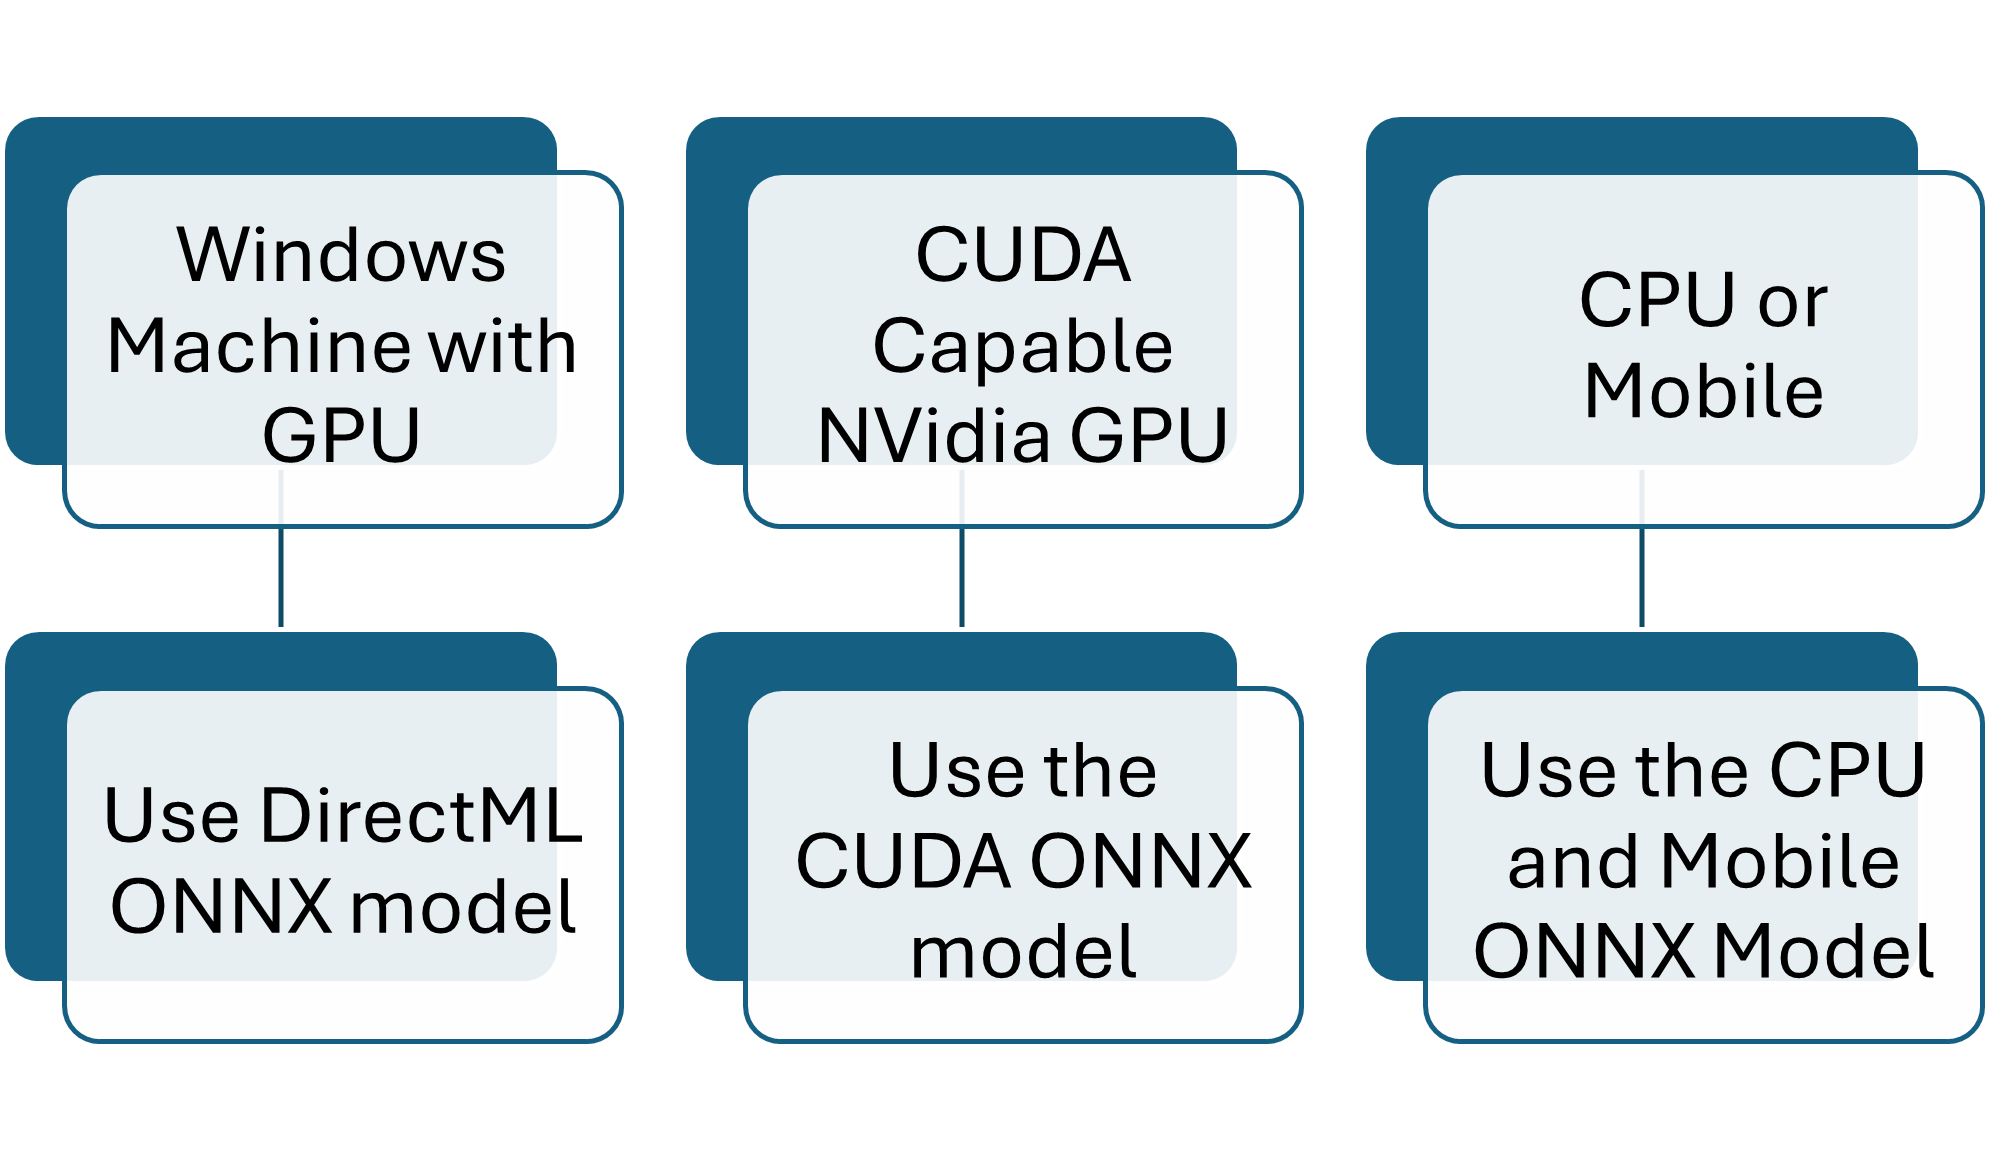 Windows
Machine with
GPU
CUDA
Capable
NVidia GPU
CPU or
Mobile
Use DirectML
ONNX model
Use the
CUDA ONNX
model
Use the CPU
and Mobile
ONNX Model